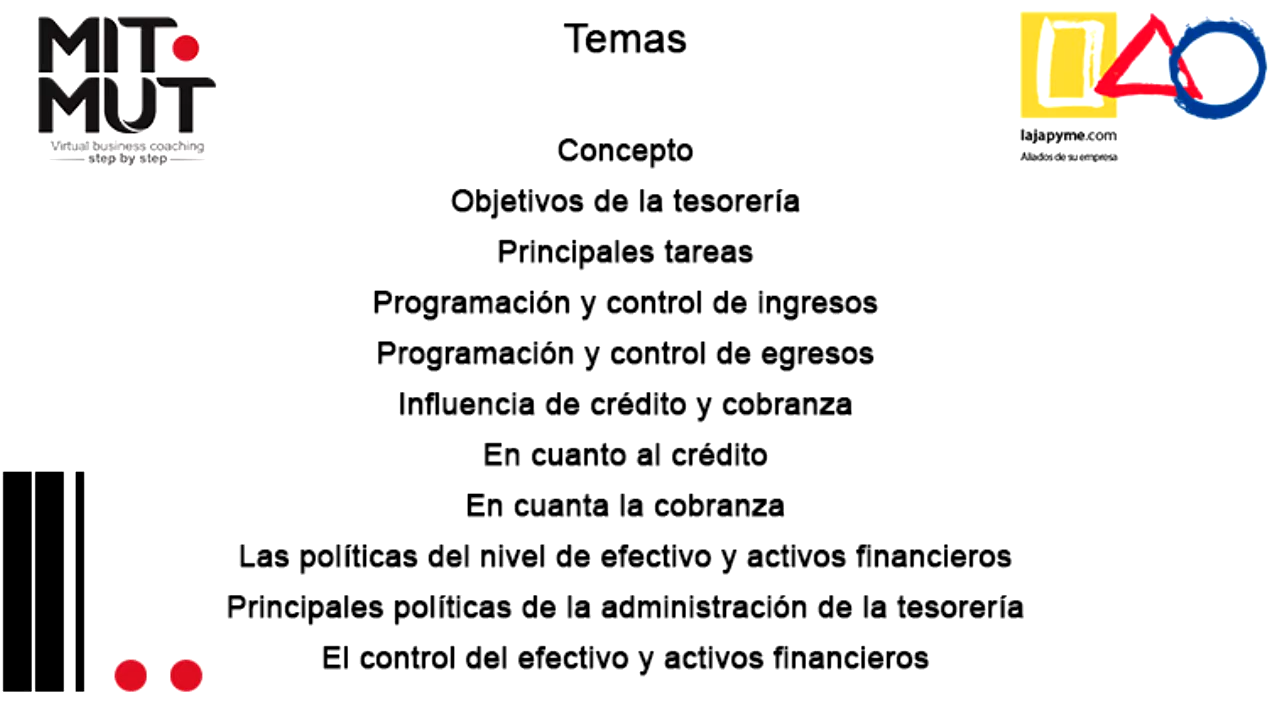 MIT
MUT
Virtual business coaching
step by step
Temas
lajapyme.com
Aliados de su empresa
Concepto
Objetivos de la tesorería
Principales tareas
Programación y control de ingresos
Programación y control de egresos
Influencia de crédito y cobranza
En cuanto al crédito
En cuanta la cobranza
Las políticas del nivel de efectivo y activos financieros
Principales políticas de la administración de la tesorería
El control del efectivo y activos financieros